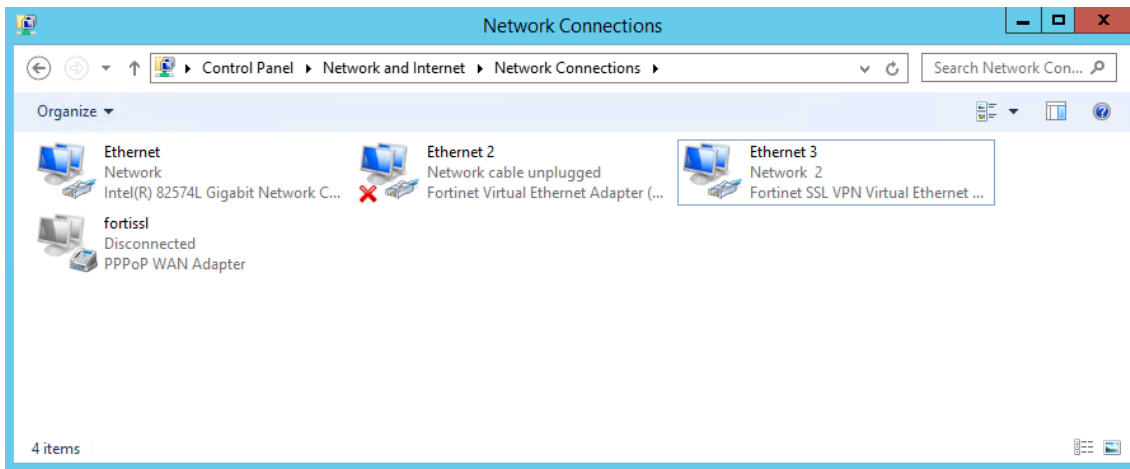 Network Connections
Control Panel Network and Internet Network Connections
Search Network Con...
Organize
Ethernet
Network
Intel(R) 82574L Gigabit Network C...
Ethernet 2
Network cable unplugged
Fortinet Virtual Ethernet Adapter (...
Ethernet 3
Network 2
Fortinet SSL VPN Virtual Ethernet ...
fortissl
Disconnected
PPPoP WAN Adapter
4 items